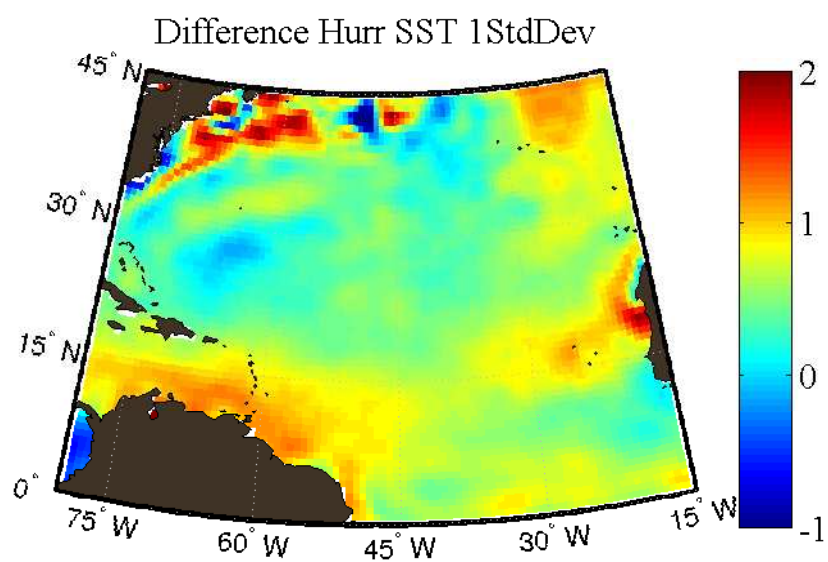 Difference Hurr SST 1StdDev
45° N
30° N
15° N
0°
75° W
60° W
45° W
30° W
15° W
2
1
0
-1